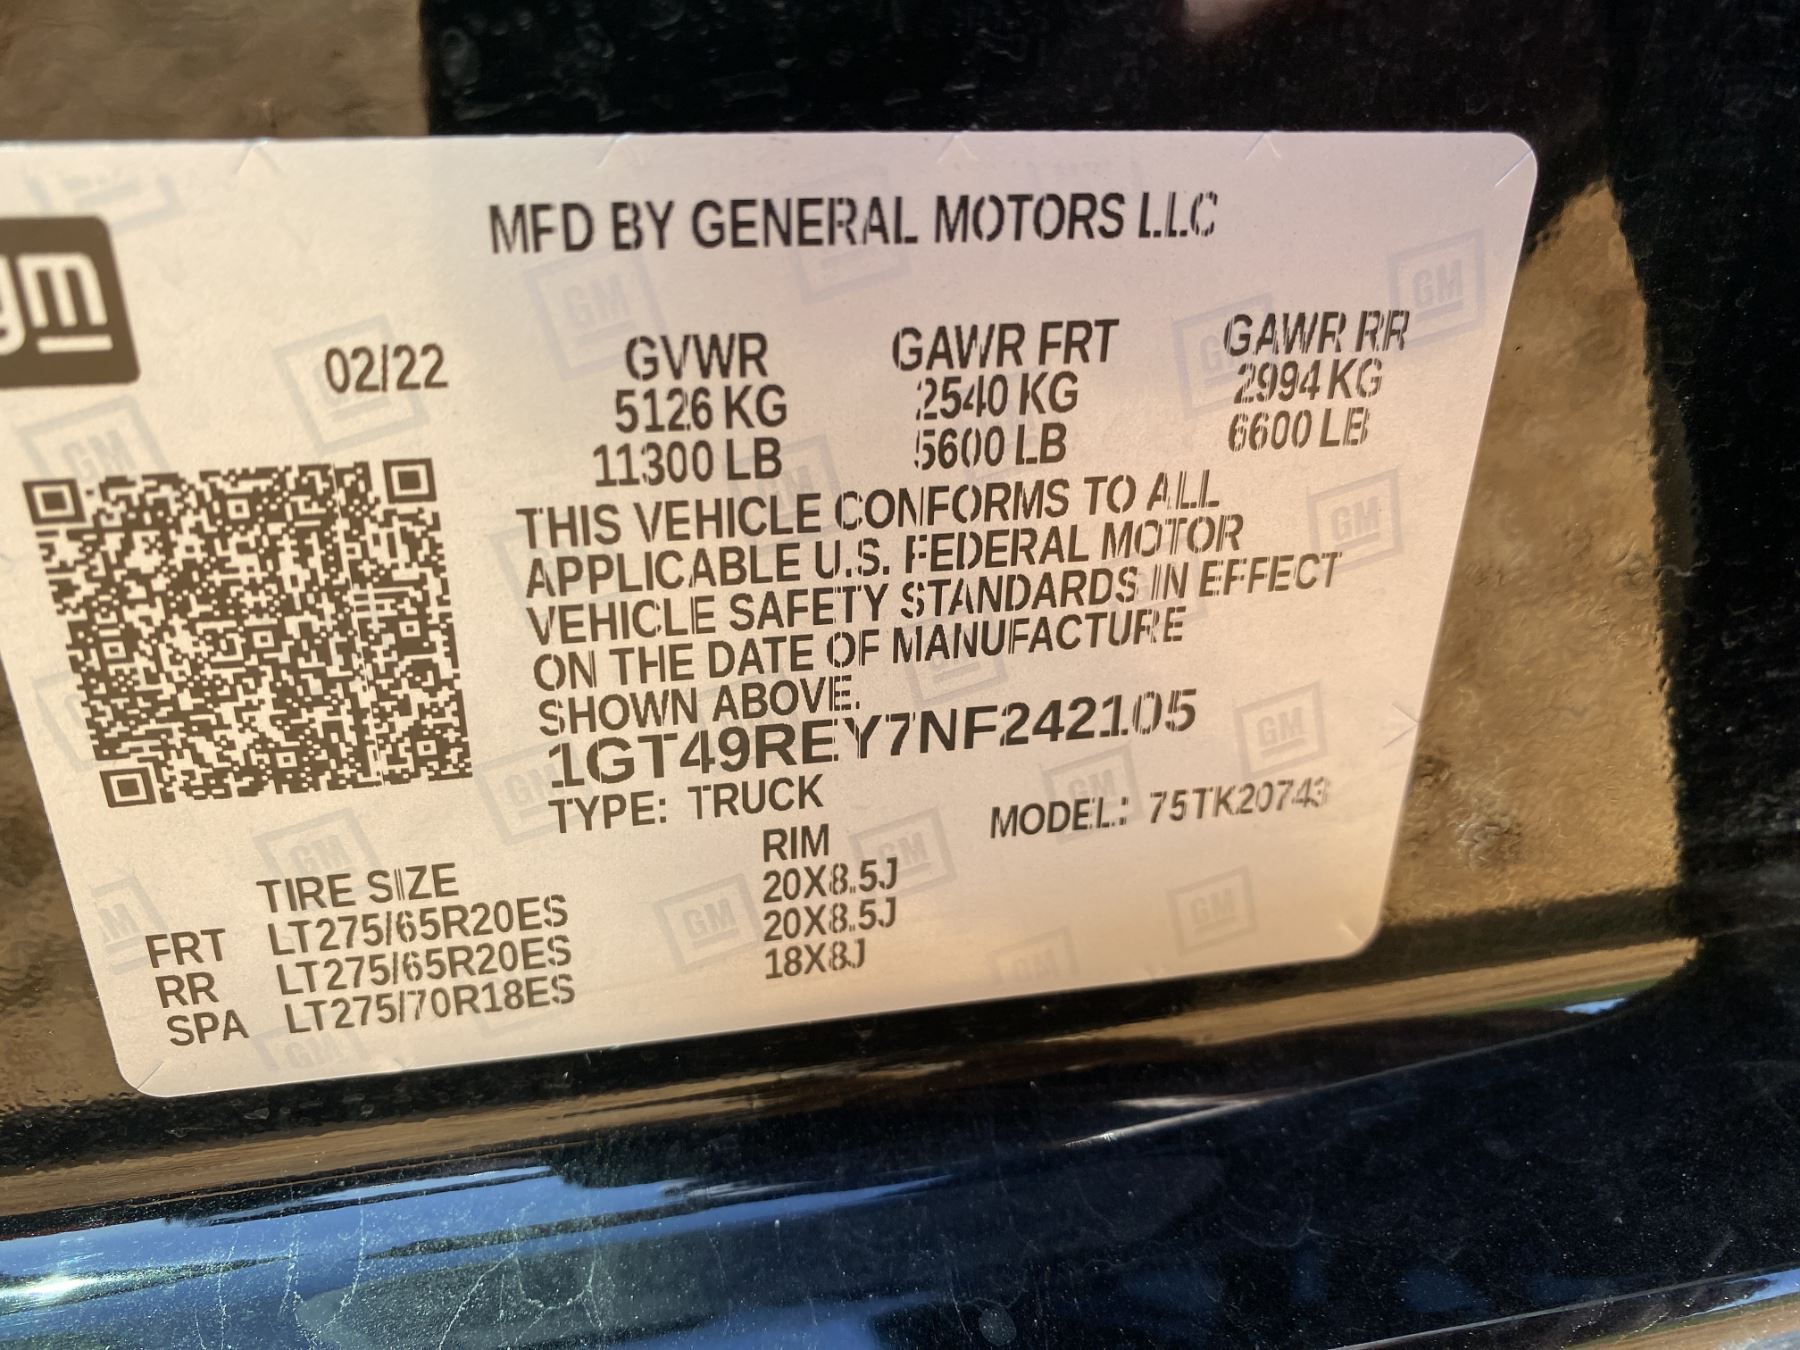 MFD BY GENERAL MOTORS LLC
gm
02/22 GVWR GAWR FRT GAWR RR
5126 KG 2540 KG 2994 KG
11300 LB 5600 LB 6600 LB
THIS VEHICLE CONFORMS TO ALL
APPLICABLE U.S. FEDERAL MOTOR
VEHICLE SAFETY STANDARDS IN EFFECT
ON THE DATE OF MANUFACTURE
SHOWN ABOVE.
1GT49REY7NF242105
TYPE: TRUCK MODEL: 75TK20743
TIRE SIZE RIM
FRT LT275/65R20ES 20X8.5J
RR LT275/65R20ES 20X8.5J
SPA LT275/70R18ES 18X8J